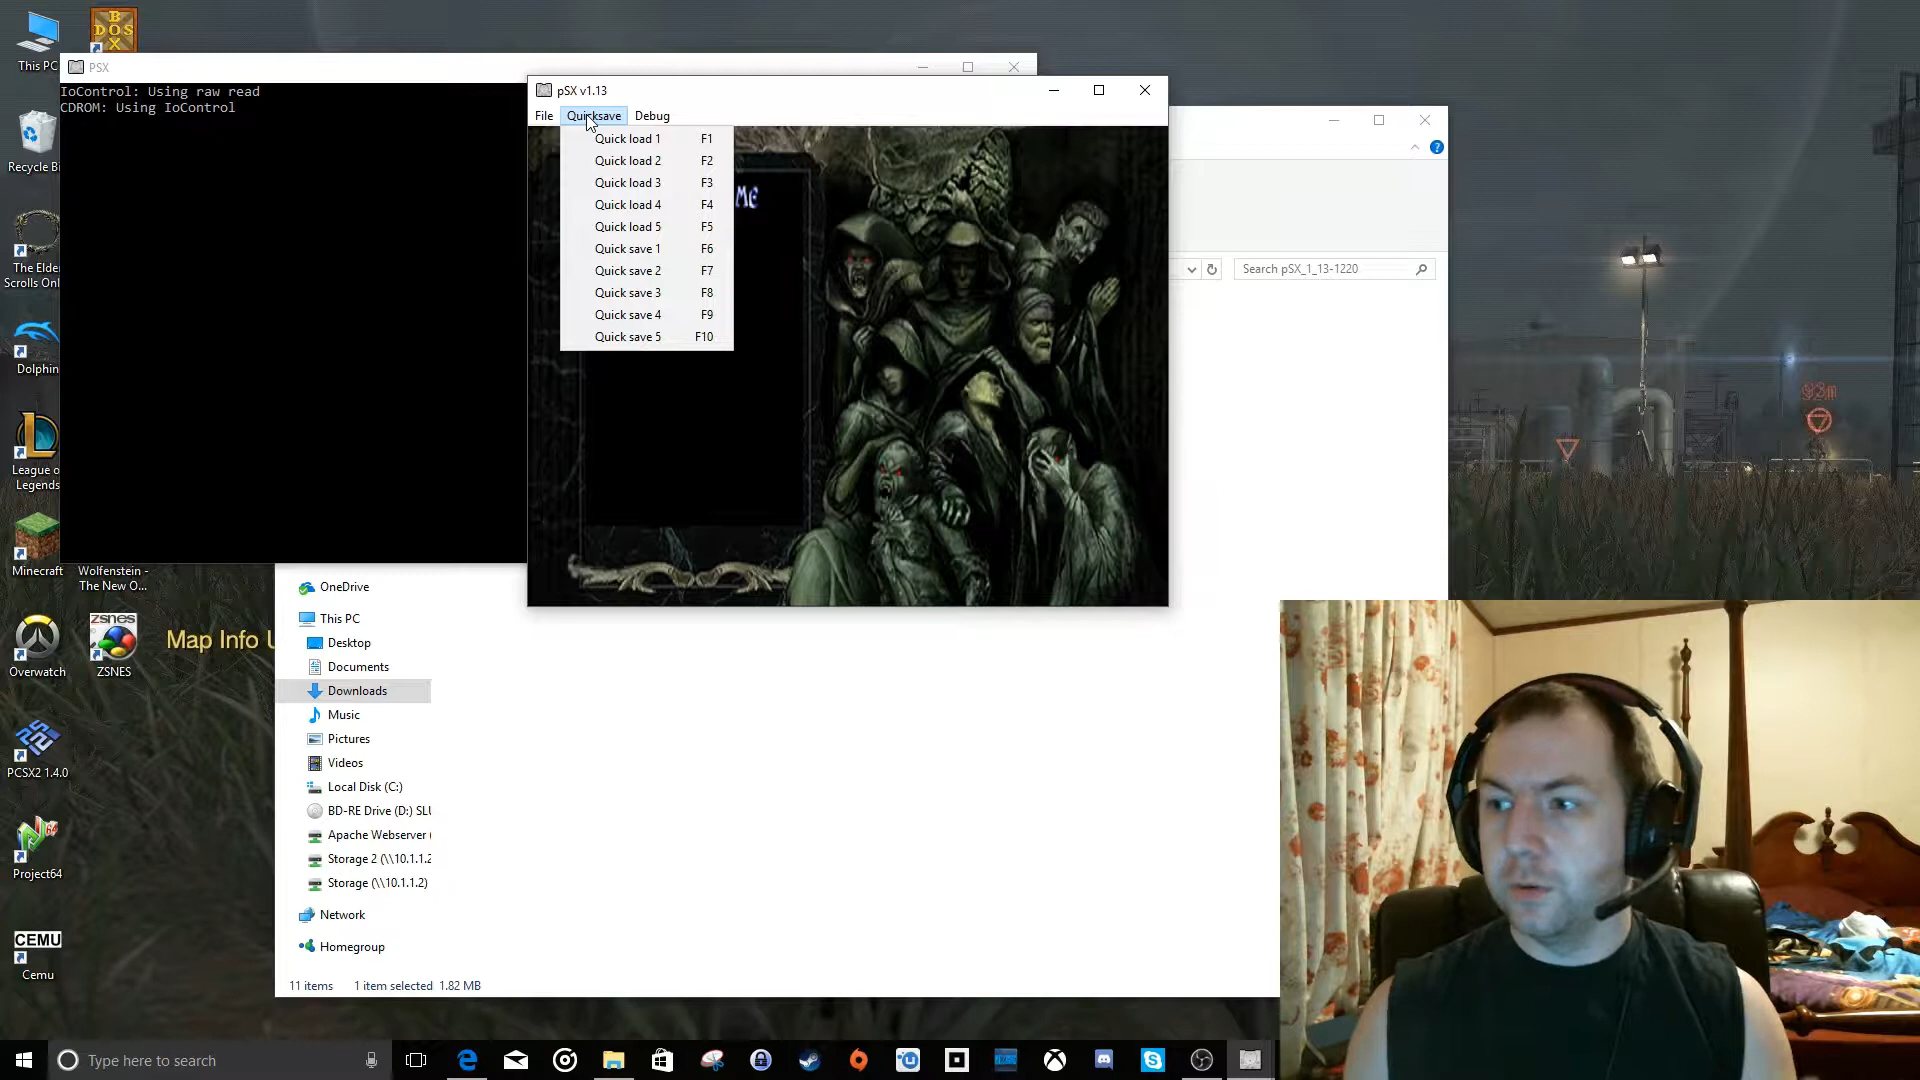 This PC
BOSX DOS
Recycle Bi
The Elde
Scrolls Onl
Dolphin
League o
Legends
Minecraft
Wolfenstein -
The New O...
Overwatch
ZSNES
ZSNES
Map Info U
PCSX2 1.4.0
Project64
CEMU
Cemu
PSX
IoControl: Using raw read
CDROM: Using IoControl
pSX v1.13
File Quicksave Debug
Quick load 1 F1
Quick load 2 F2
Quick load 3 F3
Quick load 4 F4
Quick load 5 F5
Quick save 1 F6
Quick save 2 F7
Quick save 3 F8
Quick save 4 F9
Quick save 5 F10
ME
Search pSX_1_13-1220
93m
OneDrive
This PC
Desktop
Documents
Downloads
Music
Pictures
Videos
Local Disk (C:)
BD-RE Drive (D:) SLU
Apache Webserver (
Storage 2 (\\10.1.1.2
Storage (\\10.1.1.2)
Network
Homegroup
11 items 1 item selected 1.82 MB
Type here to search